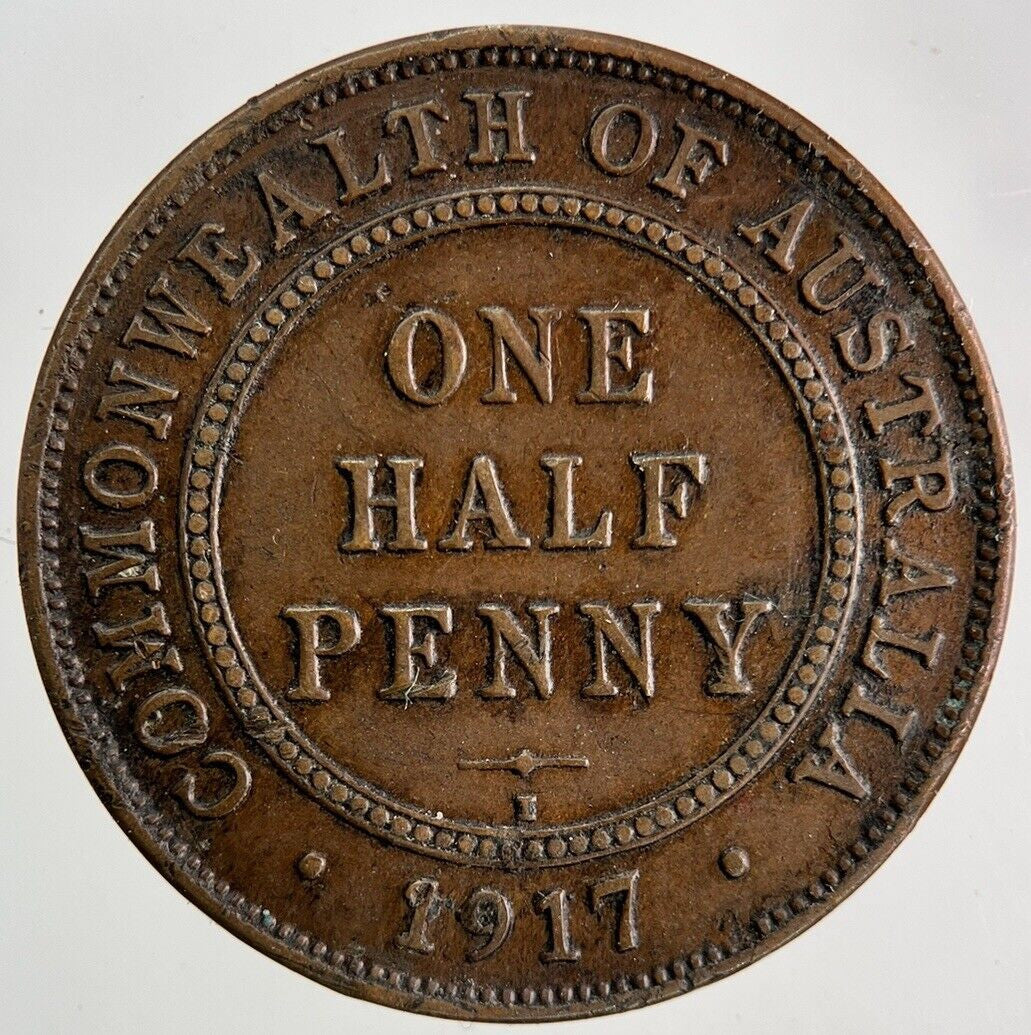 COMMONWEALTH OF AUSTRALIA
ONE
HALF
PENNY
I
1917